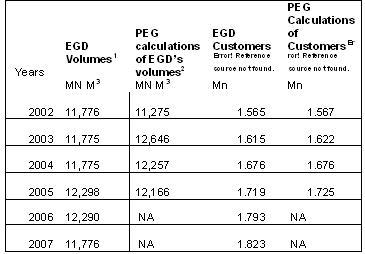 Years EGD Volumes1 MN M3 PEG calculations of EGD's volumes2 MN M3 EGD Customers Error! Reference source not found. Mn PEG Calculations of Customers Error! Reference source not found. Mn
2002 11,776 11,275 1.565 1.567
2003 11,775 12,646 1.615 1.622
2004 11,775 12,257 1.676 1.676
2005 12,298 12,166 1.719 1.725
2006 12,290 NA 1.793 NA
2007 11,776 NA 1.823 NA